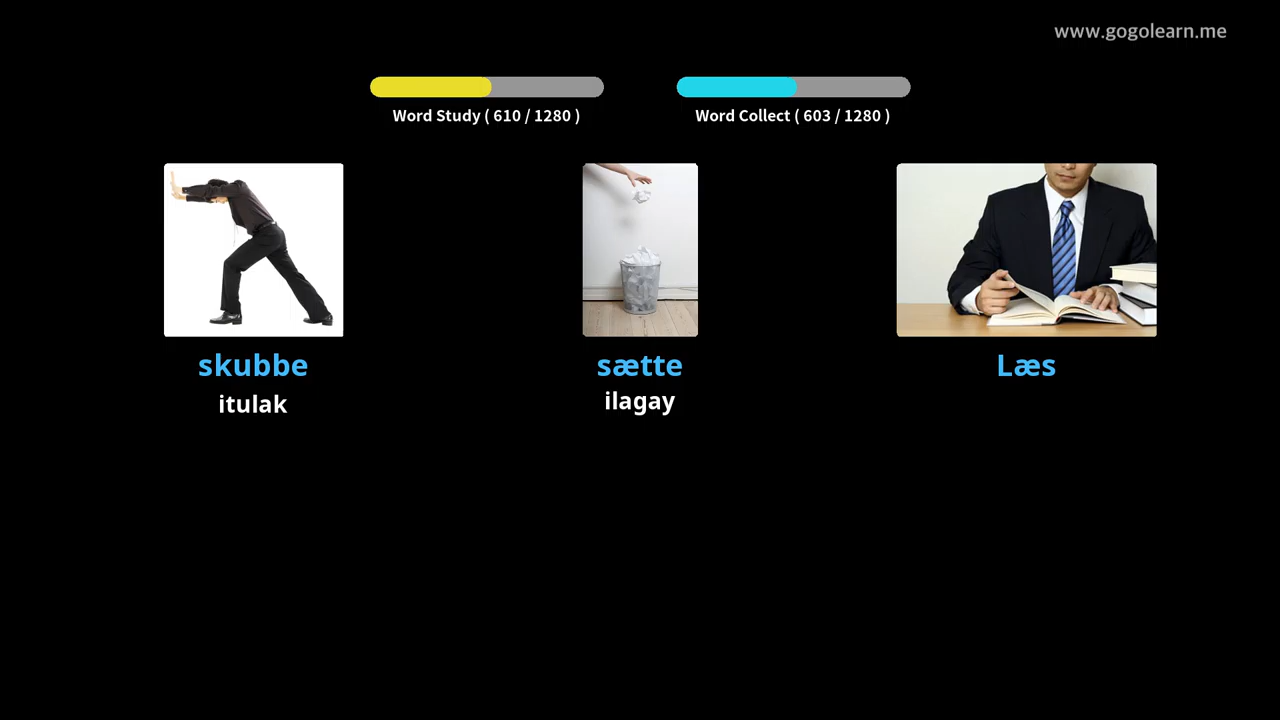 www.gogolearn.me
Word Study ( 610 / 1280 )
Word Collect ( 603 / 1280 )
skubbe
sætte
Læs
itulak
ilagay